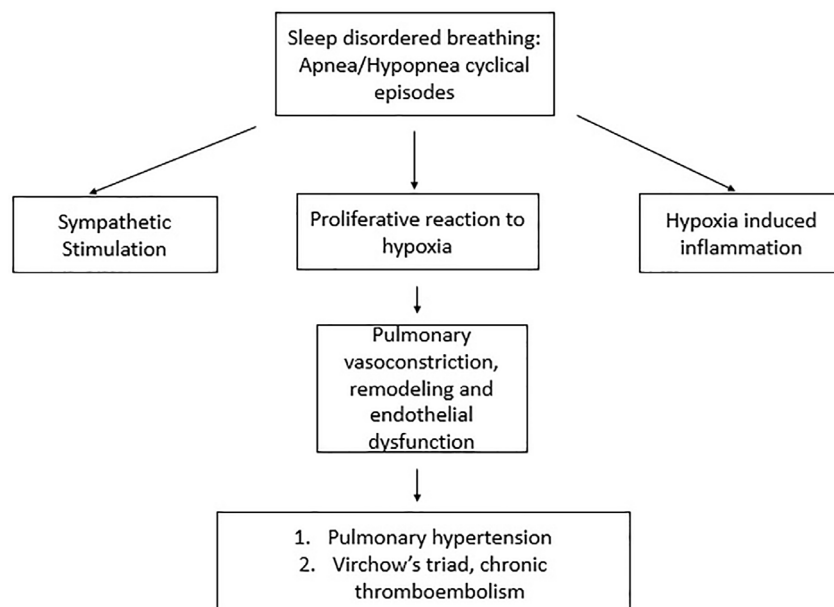 Sleep disordered breathing:
Apnea/Hypopnea cyclical
episodes
Sympathetic
Stimulation
Proliferative reaction to
hypoxia
Hypoxia induced
inflammation
Pulmonary
vasoconstriction,
remodeling and
endothelial
dysfunction
1. Pulmonary hypertension
2. Virchow's triad, chronic
thromboembolism